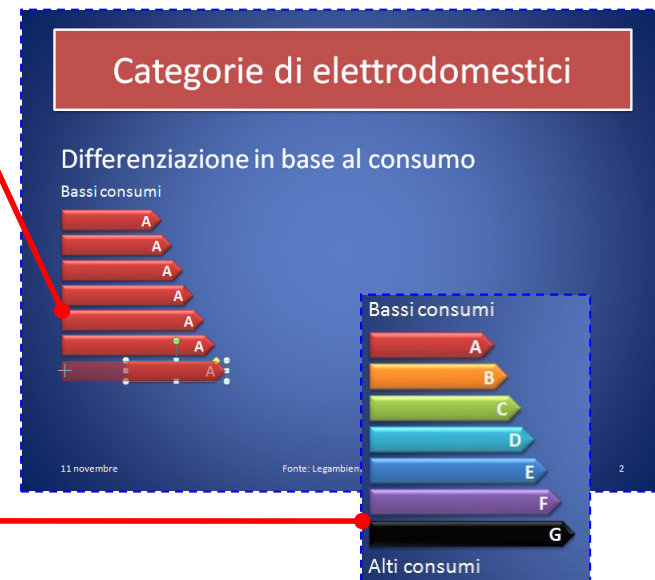 Categorie di elettrodomestici
Differenziazione in base al consumo
Bassi consumi
A
A
A
A
A
A
A
11 novembre
Fonte: Legambien
2
Bassi consumi
A
B
C
D
E
F
G
Alti consumi